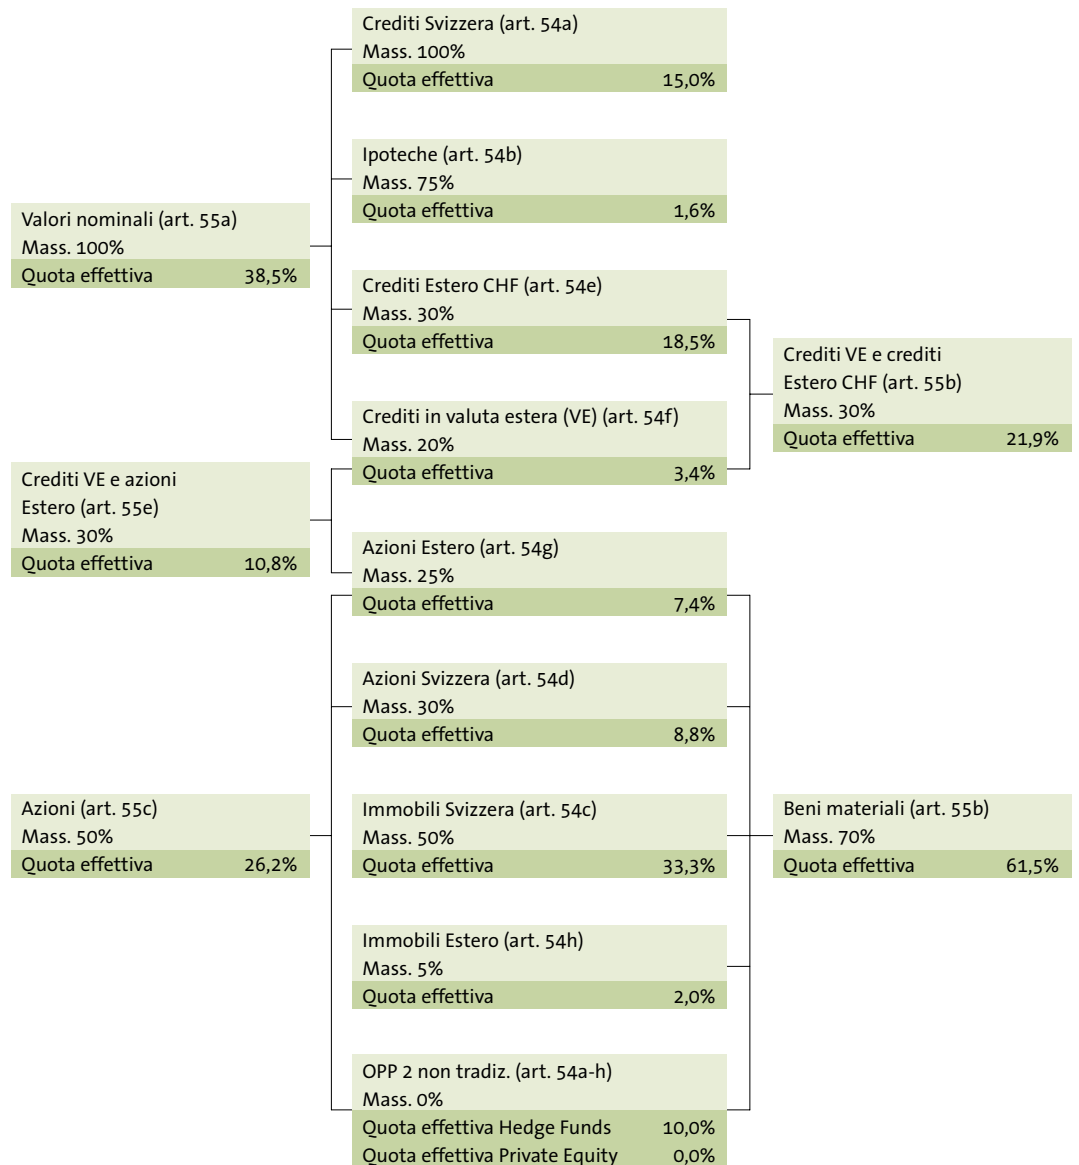 Crediti Svizzera (art. 54a)
Mass. 100%
Quota effettiva 15,0%
Ipoteche (art. 54b)
Mass. 75%
Quota effettiva 1,6%
Valori nominali (art. 55a)
Mass. 100%
Quota effettiva 38,5%
Crediti Estero CHF (art. 54e)
Mass. 30%
Quota effettiva 18,5%
Crediti VE e crediti
Estero CHF (art. 55b)
Mass. 30%
Quota effettiva 21,9%
Crediti in valuta estera (VE) (art. 54f)
Mass. 20%
Quota effettiva 3,4%
Crediti VE e azioni
Estero (art. 55e)
Mass. 30%
Quota effettiva 10,8%
Azioni Estero (art. 54g)
Mass. 25%
Quota effettiva 7,4%
Azioni Svizzera (art. 54d)
Mass. 30%
Quota effettiva 8,8%
Azioni (art. 55c)
Mass. 50%
Quota effettiva 26,2%
Immobili Svizzera (art. 54c)
Mass. 50%
Quota effettiva 33,3%
Beni materiali (art. 55b)
Mass. 70%
Quota effettiva 61,5%
Immobili Estero (art. 54h)
Mass. 5%
Quota effettiva 2,0%
OPP 2 non tradiz. (art. 54a-h)
Mass. 0%
Quota effettiva Hedge Funds 10,0%
Quota effettiva Private Equity 0,0%